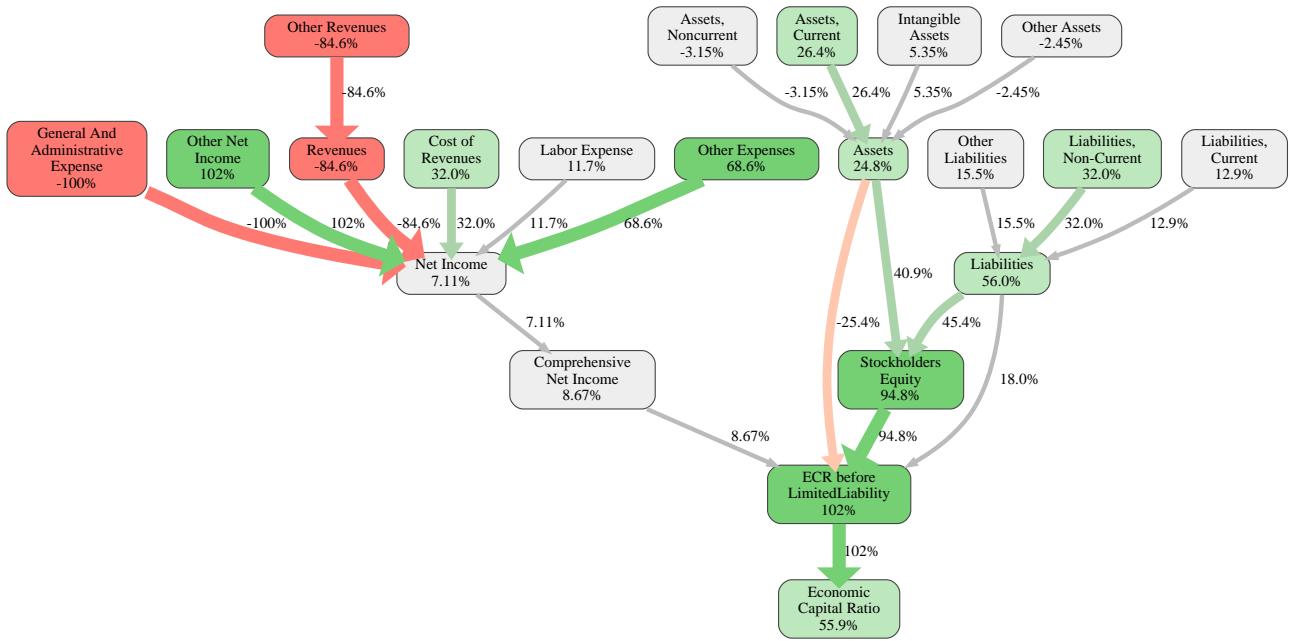 Other Revenues
-84.6%
Assets,
Noncurrent
-3.15%
Assets,
Current
26.4%
Intangible
Assets
5.35%
Other Assets
-2.45%
-84.6%
-3.15%
26.4%
5.35%
-2.45%
General And
Administrative
Expense
-100%
Other Net
Income
102%
Revenues
-84.6%
Cost of
Revenues
32.0%
Labor Expense
11.7%
Other Expenses
68.6%
Assets
24.8%
Other
Liabilities
15.5%
Liabilities,
Non-Current
32.0%
Liabilities,
Current
12.9%
-100%
102%
-84.6%
32.0%
11.7%
68.6%
15.5%
32.0%
12.9%
Net Income
7.11%
40.9%
Liabilities
56.0%
7.11%
-25.4%
45.4%
Comprehensive
Net Income
8.67%
Stockholders
Equity
94.8%
18.0%
8.67%
94.8%
ECR before
LimitedLiability
102%
102%
Economic
Capital Ratio
55.9%